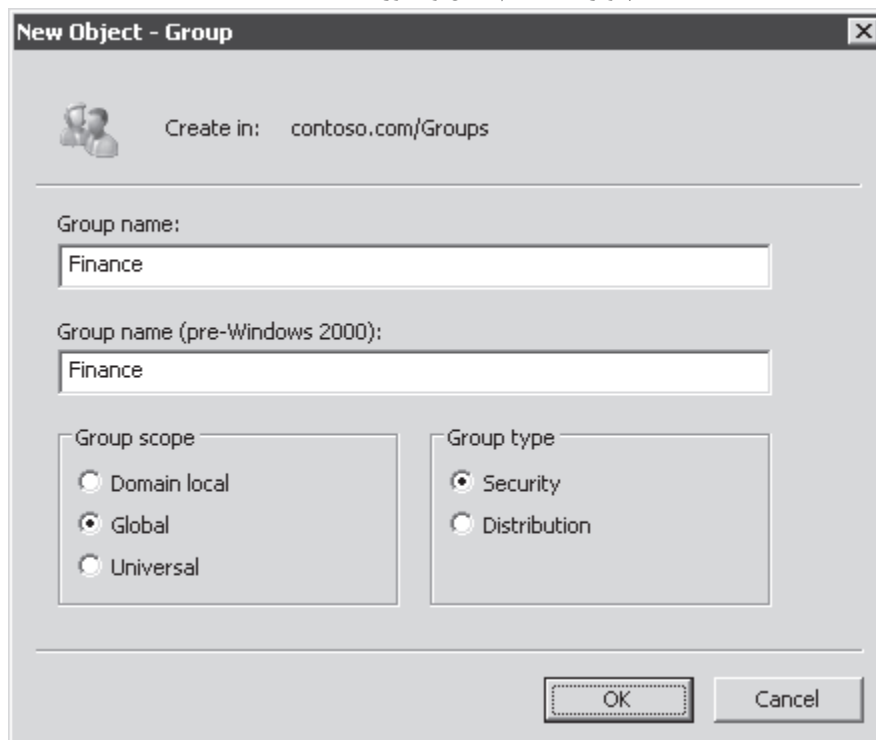 New Object - Group
Create in: contoso.com/Groups
Group name:
Finance
Group name (pre-Windows 2000):
Finance
Group scope
Domain local
Global
Universal
Group type
Security
Distribution
OK
Cancel